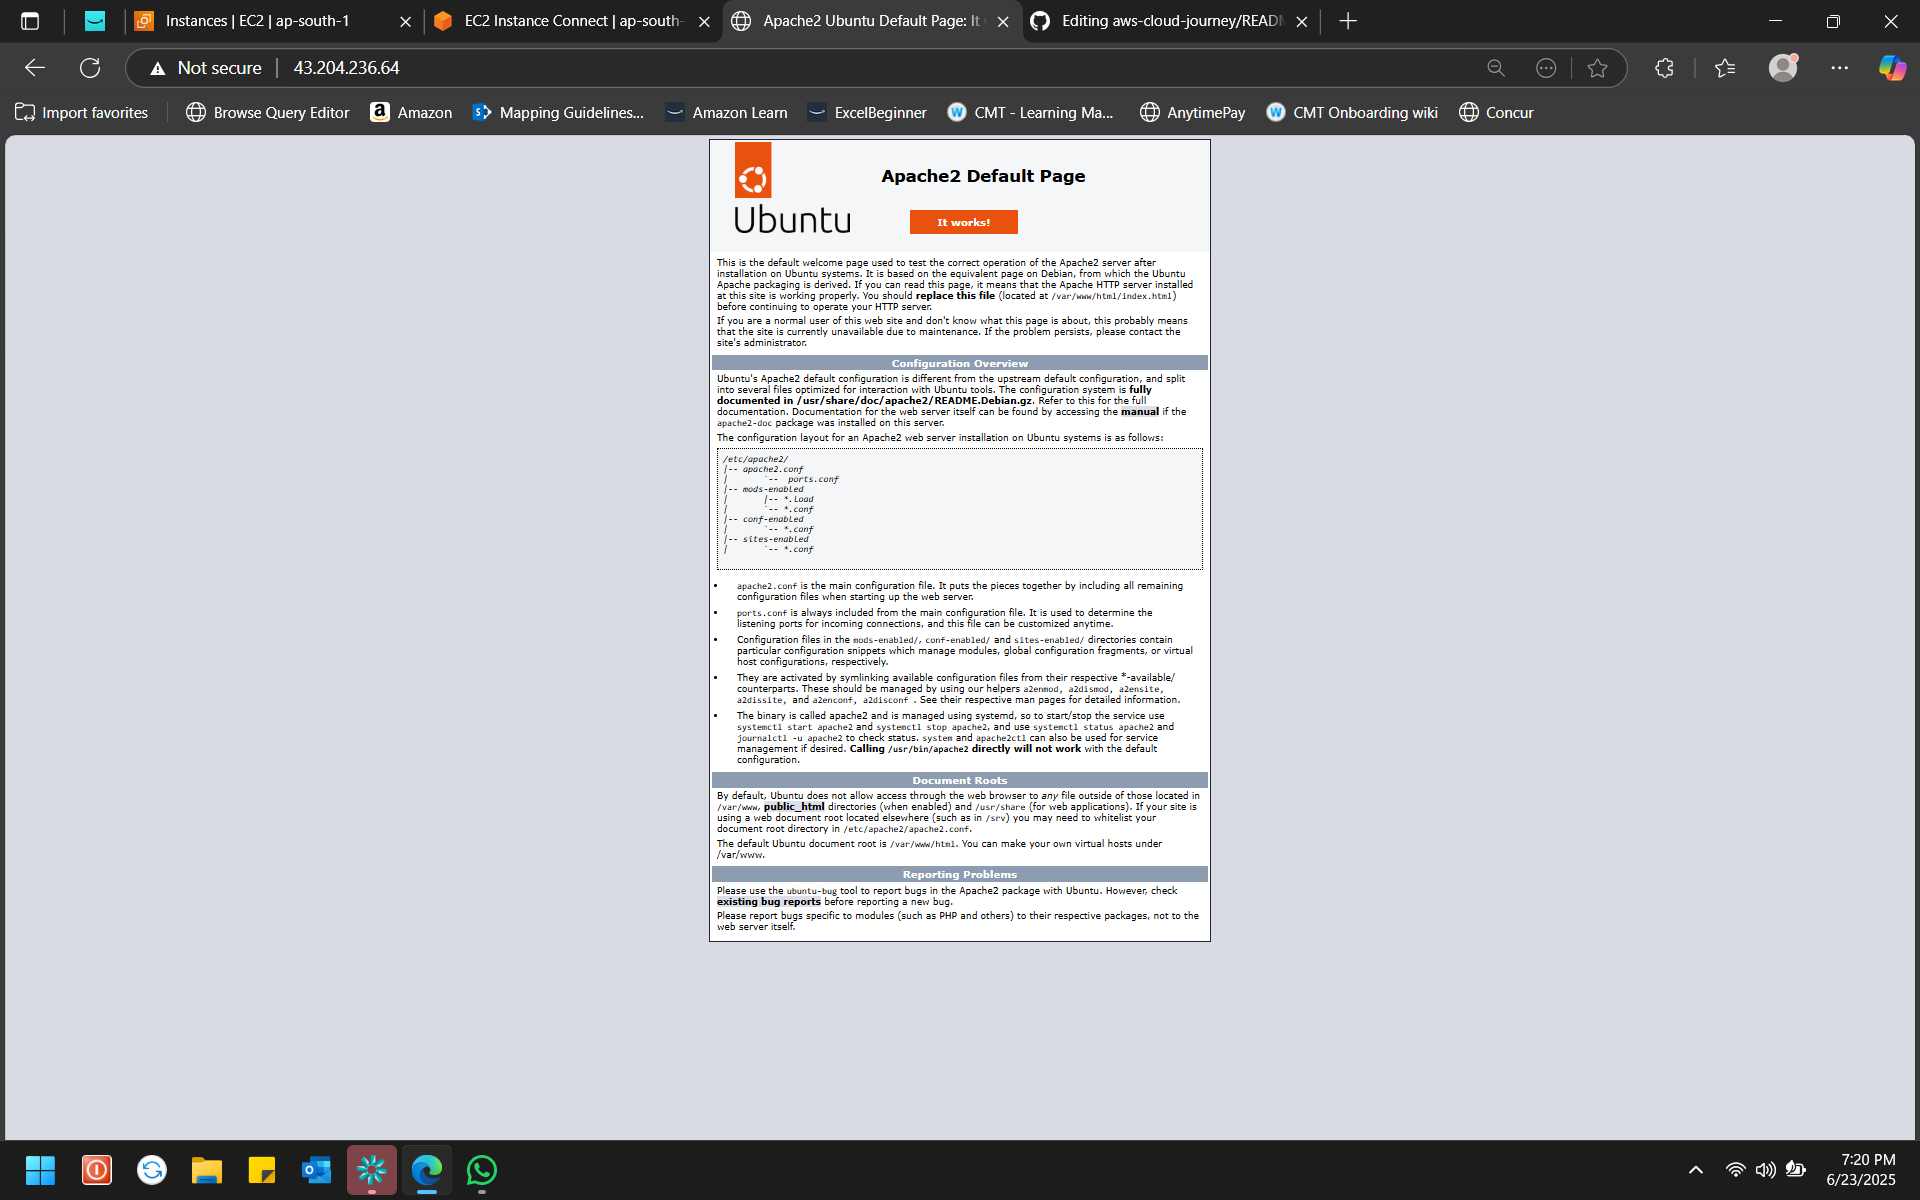 Instances | EC2 | ap-south-1
EC2 Instance Connect | ap-south-
Apache2 Ubuntu Default Page: It
Editing aws-cloud-journey/READ
Not secure
43.204.236.64
Import favorites
Browse Query Editor
Amazon
Mapping Guidelines...
Amazon Learn
ExcelBeginner
CMT - Learning Ma...
AnytimePay
CMT Onboarding wiki
Concur
Ubuntu
Apache2 Default Page
It works!
This is the default welcome page used to test the correct operation of the Apache2 server after
installation on Ubuntu systems. It is based on the equivalent page on Debian, from which the Ubuntu
Apache packaging is derived. If you can read this page, it means that the Apache HTTP server installed
at this site is working properly. You should replace this file (located at /var/www/html/index.html)
before continuing to operate your HTTP server.
If you are a normal user of this web site and don't know what this page is about, this probably means
that the site is currently unavailable due to maintenance. If the problem persists, please contact the
site's administrator.
Configuration Overview
Ubuntu's Apache2 default configuration is different from the upstream default configuration, and split
into several files optimized for interaction with Ubuntu tools. The configuration system is fully
documented in /usr/share/doc/apache2/README.Debian.gz. Refer to this for the full
documentation. Documentation for the web server itself can be found by accessing the manual if the
apache2-doc package was installed on this server.
The configuration layout for an Apache2 web server installation on Ubuntu systems is as follows:
/etc/apache2/
|-- apache2.conf
|       `--  ports.conf
|-- mods-enabled
|       |-- *.load
|       `-- *.conf
|-- conf-enabled
|       `-- *.conf
|-- sites-enabled
|       `-- *.conf
• apache2.conf is the main configuration file. It puts the pieces together by including all remaining
configuration files when starting up the web server.
• ports.conf is always included from the main configuration file. It is used to determine the
listening ports for incoming connections, and this file can be customized anytime.
• Configuration files in the mods-enabled/, conf-enabled/ and sites-enabled/ directories contain
particular configuration snippets which manage modules, global configuration fragments, or virtual
host configurations, respectively.
• They are activated by symlinking available configuration files from their respective *-available/
counterparts. These should be managed by using our helpers a2enmod, a2dismod, a2ensite,
a2dissite, and a2enconf, a2disconf . See their respective man pages for detailed information.
• The binary is called apache2 and is managed using systemd, so to start/stop the service use
systemctl start apache2 and systemctl stop apache2, and use systemctl status apache2 and
journalctl -u apache2 to check status. system and apache2ctl can also be used for service
management if desired. Calling /usr/bin/apache2 directly will not work with the default
configuration.
Document Roots
By default, Ubuntu does not allow access through the web browser to any file outside of those located in
/var/www, public_html directories (when enabled) and /usr/share (for web applications). If your site is
using a web document root located elsewhere (such as in /srv) you may need to whitelist your
document root directory in /etc/apache2/apache2.conf.
The default Ubuntu document root is /var/www/html. You can make your own virtual hosts under
/var/www.
Reporting Problems
Please use the ubuntu-bug tool to report bugs in the Apache2 package with Ubuntu. However, check
existing bug reports before reporting a new bug.
Please report bugs specific to modules (such as PHP and others) to their respective packages, not to the
web server itself.
7:20 PM
6/23/2025